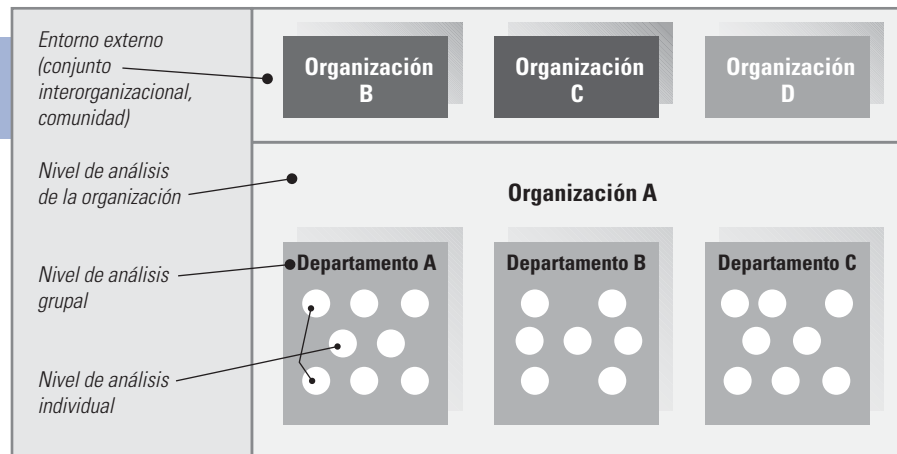 Entorno externo
(conjunto
interorganizacional,
comunidad)
Organización
B
Organización
C
Organización
D
Nivel de análisis
de la organización
Organización A
Nivel de análisis
grupal
Departamento A
Departamento B
Departamento C
Nivel de análisis
individual